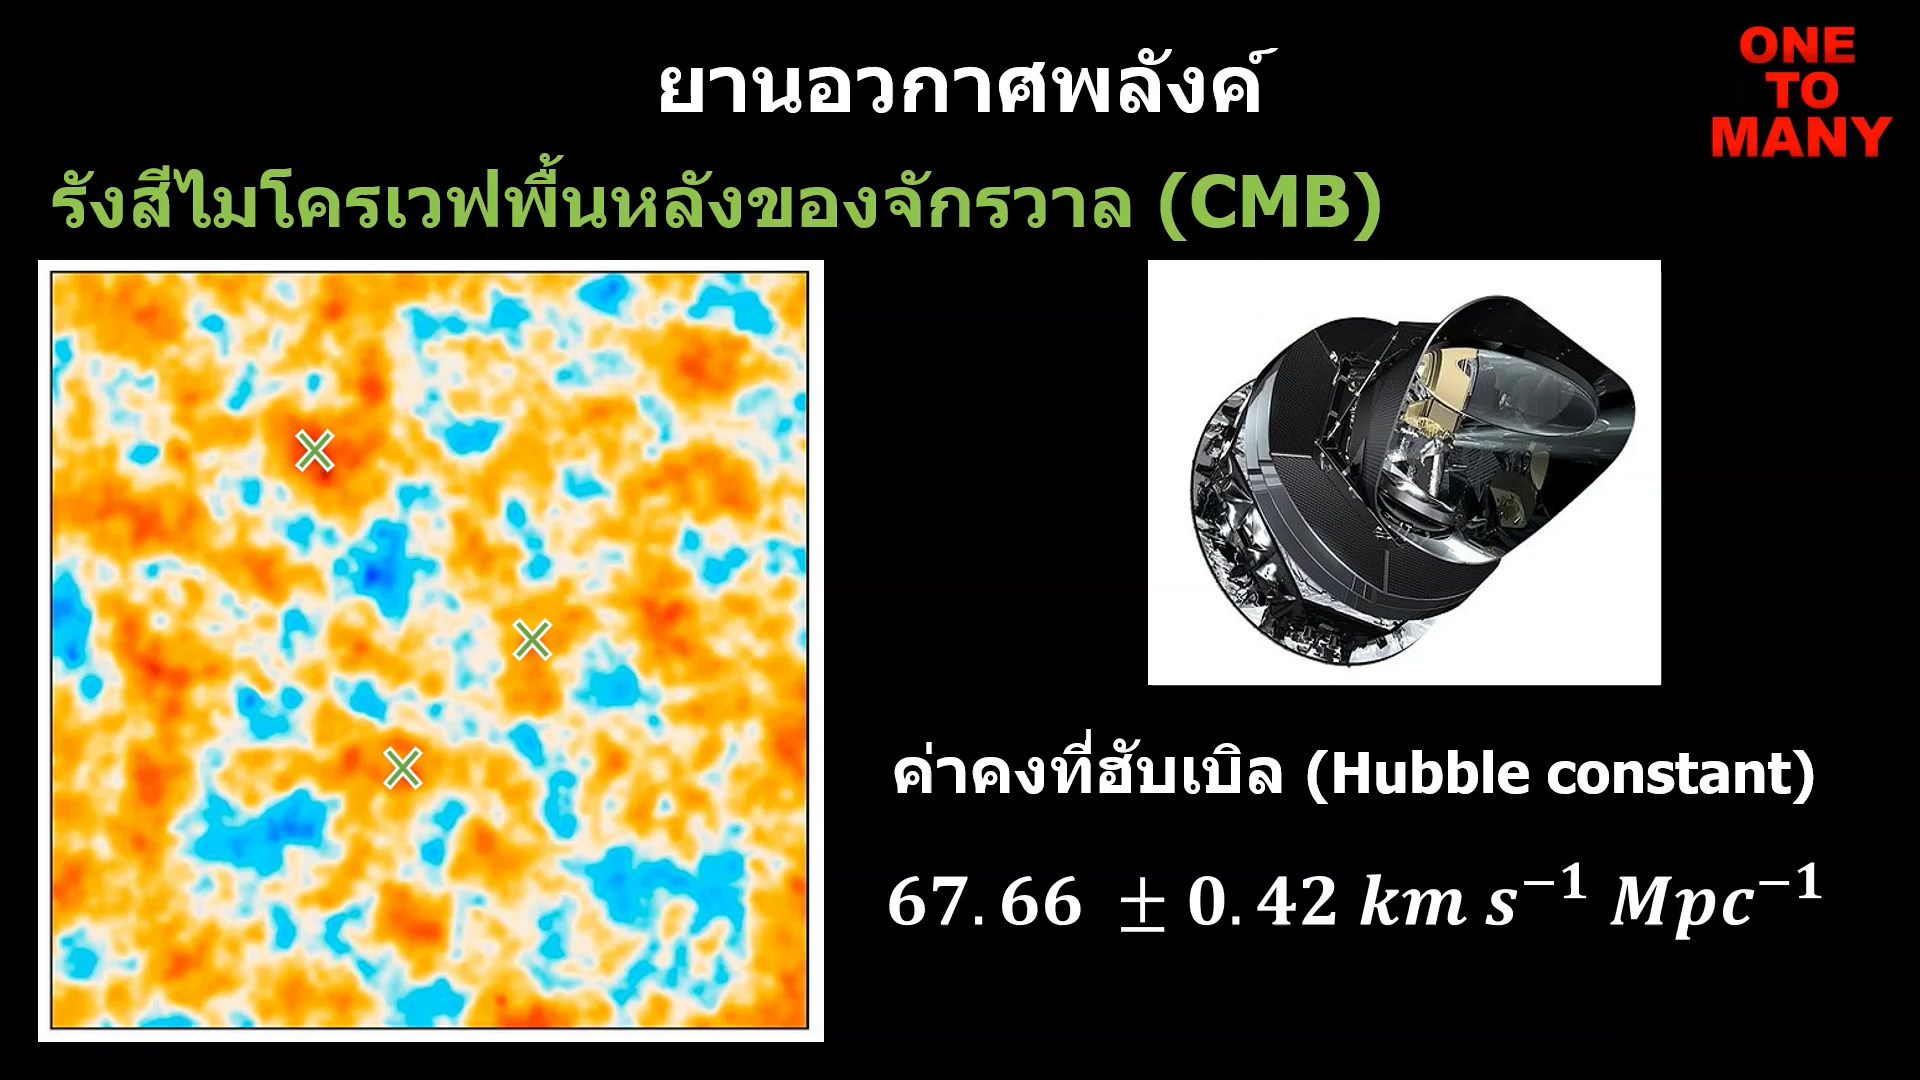 ยานอวกาศพลังค์
ONE
TO
MANY
รังสีไมโครเวฟพื้นหลังของจักรวาล (CMB)
ค่าคงที่ฮับเบิล (Hubble constant)
67.66 ± 0.42 km s⁻¹ Mpc⁻¹